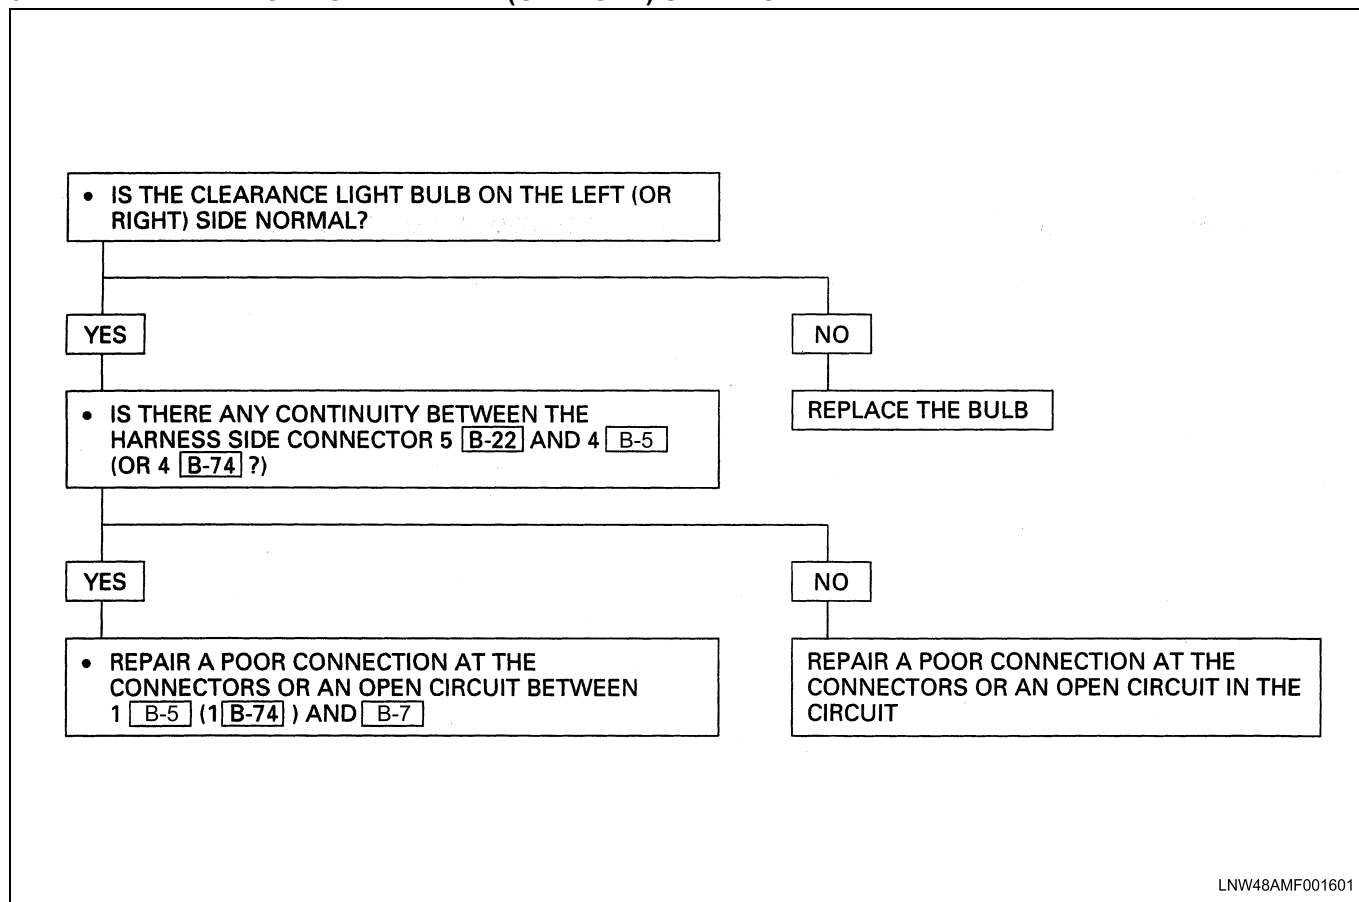 • IS THE CLEARANCE LIGHT BULB ON THE LEFT (OR
RIGHT) SIDE NORMAL?
YES
NO
• IS THERE ANY CONTINUITY BETWEEN THE
HARNESS SIDE CONNECTOR 5 B-22 AND 4 B-5
(OR 4 B-74 ?)
REPLACE THE BULB
YES
NO
• REPAIR A POOR CONNECTION AT THE
CONNECTORS OR AN OPEN CIRCUIT BETWEEN
1 B-5 (1 B-74 ) AND B-7
REPAIR A POOR CONNECTION AT THE
CONNECTORS OR AN OPEN CIRCUIT IN THE
CIRCUIT
LNW48AMF001601